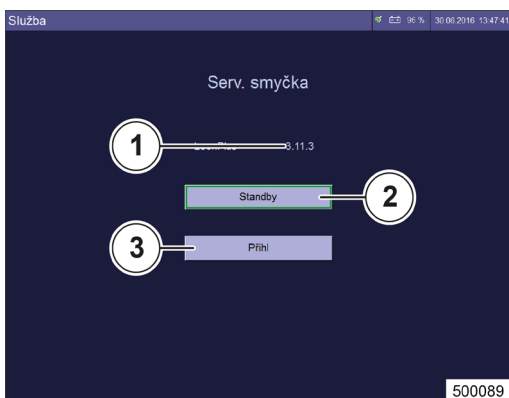 Služba 96 % 30.06.2016 13:47:41
Serv. smyčka
1
3.11.3
Standby
2
3
Přihl
500089